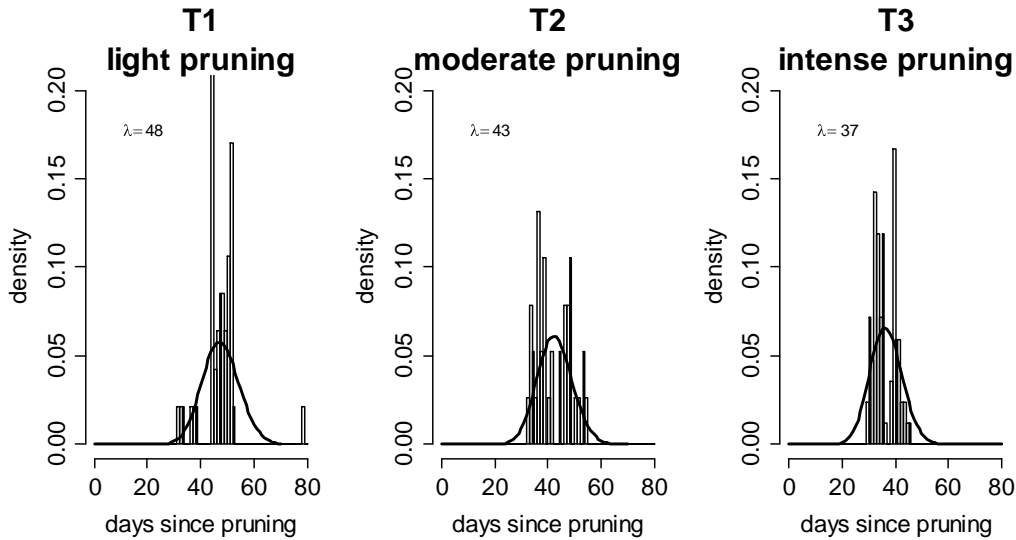 T1
light pruning
λ= 48
density
0.00 0.05 0.10 0.15 0.20
0 20 40 60 80
days since pruning
T2
moderate pruning
λ= 43
density
0.00 0.05 0.10 0.15 0.20
0 20 40 60 80
days since pruning
T3
intense pruning
λ= 37
density
0.00 0.05 0.10 0.15 0.20
0 20 40 60 80
days since pruning